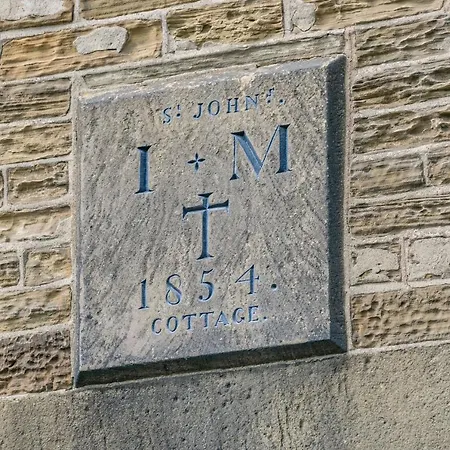 St JOHNs.
I + M
†
1854.
COTTAGE.